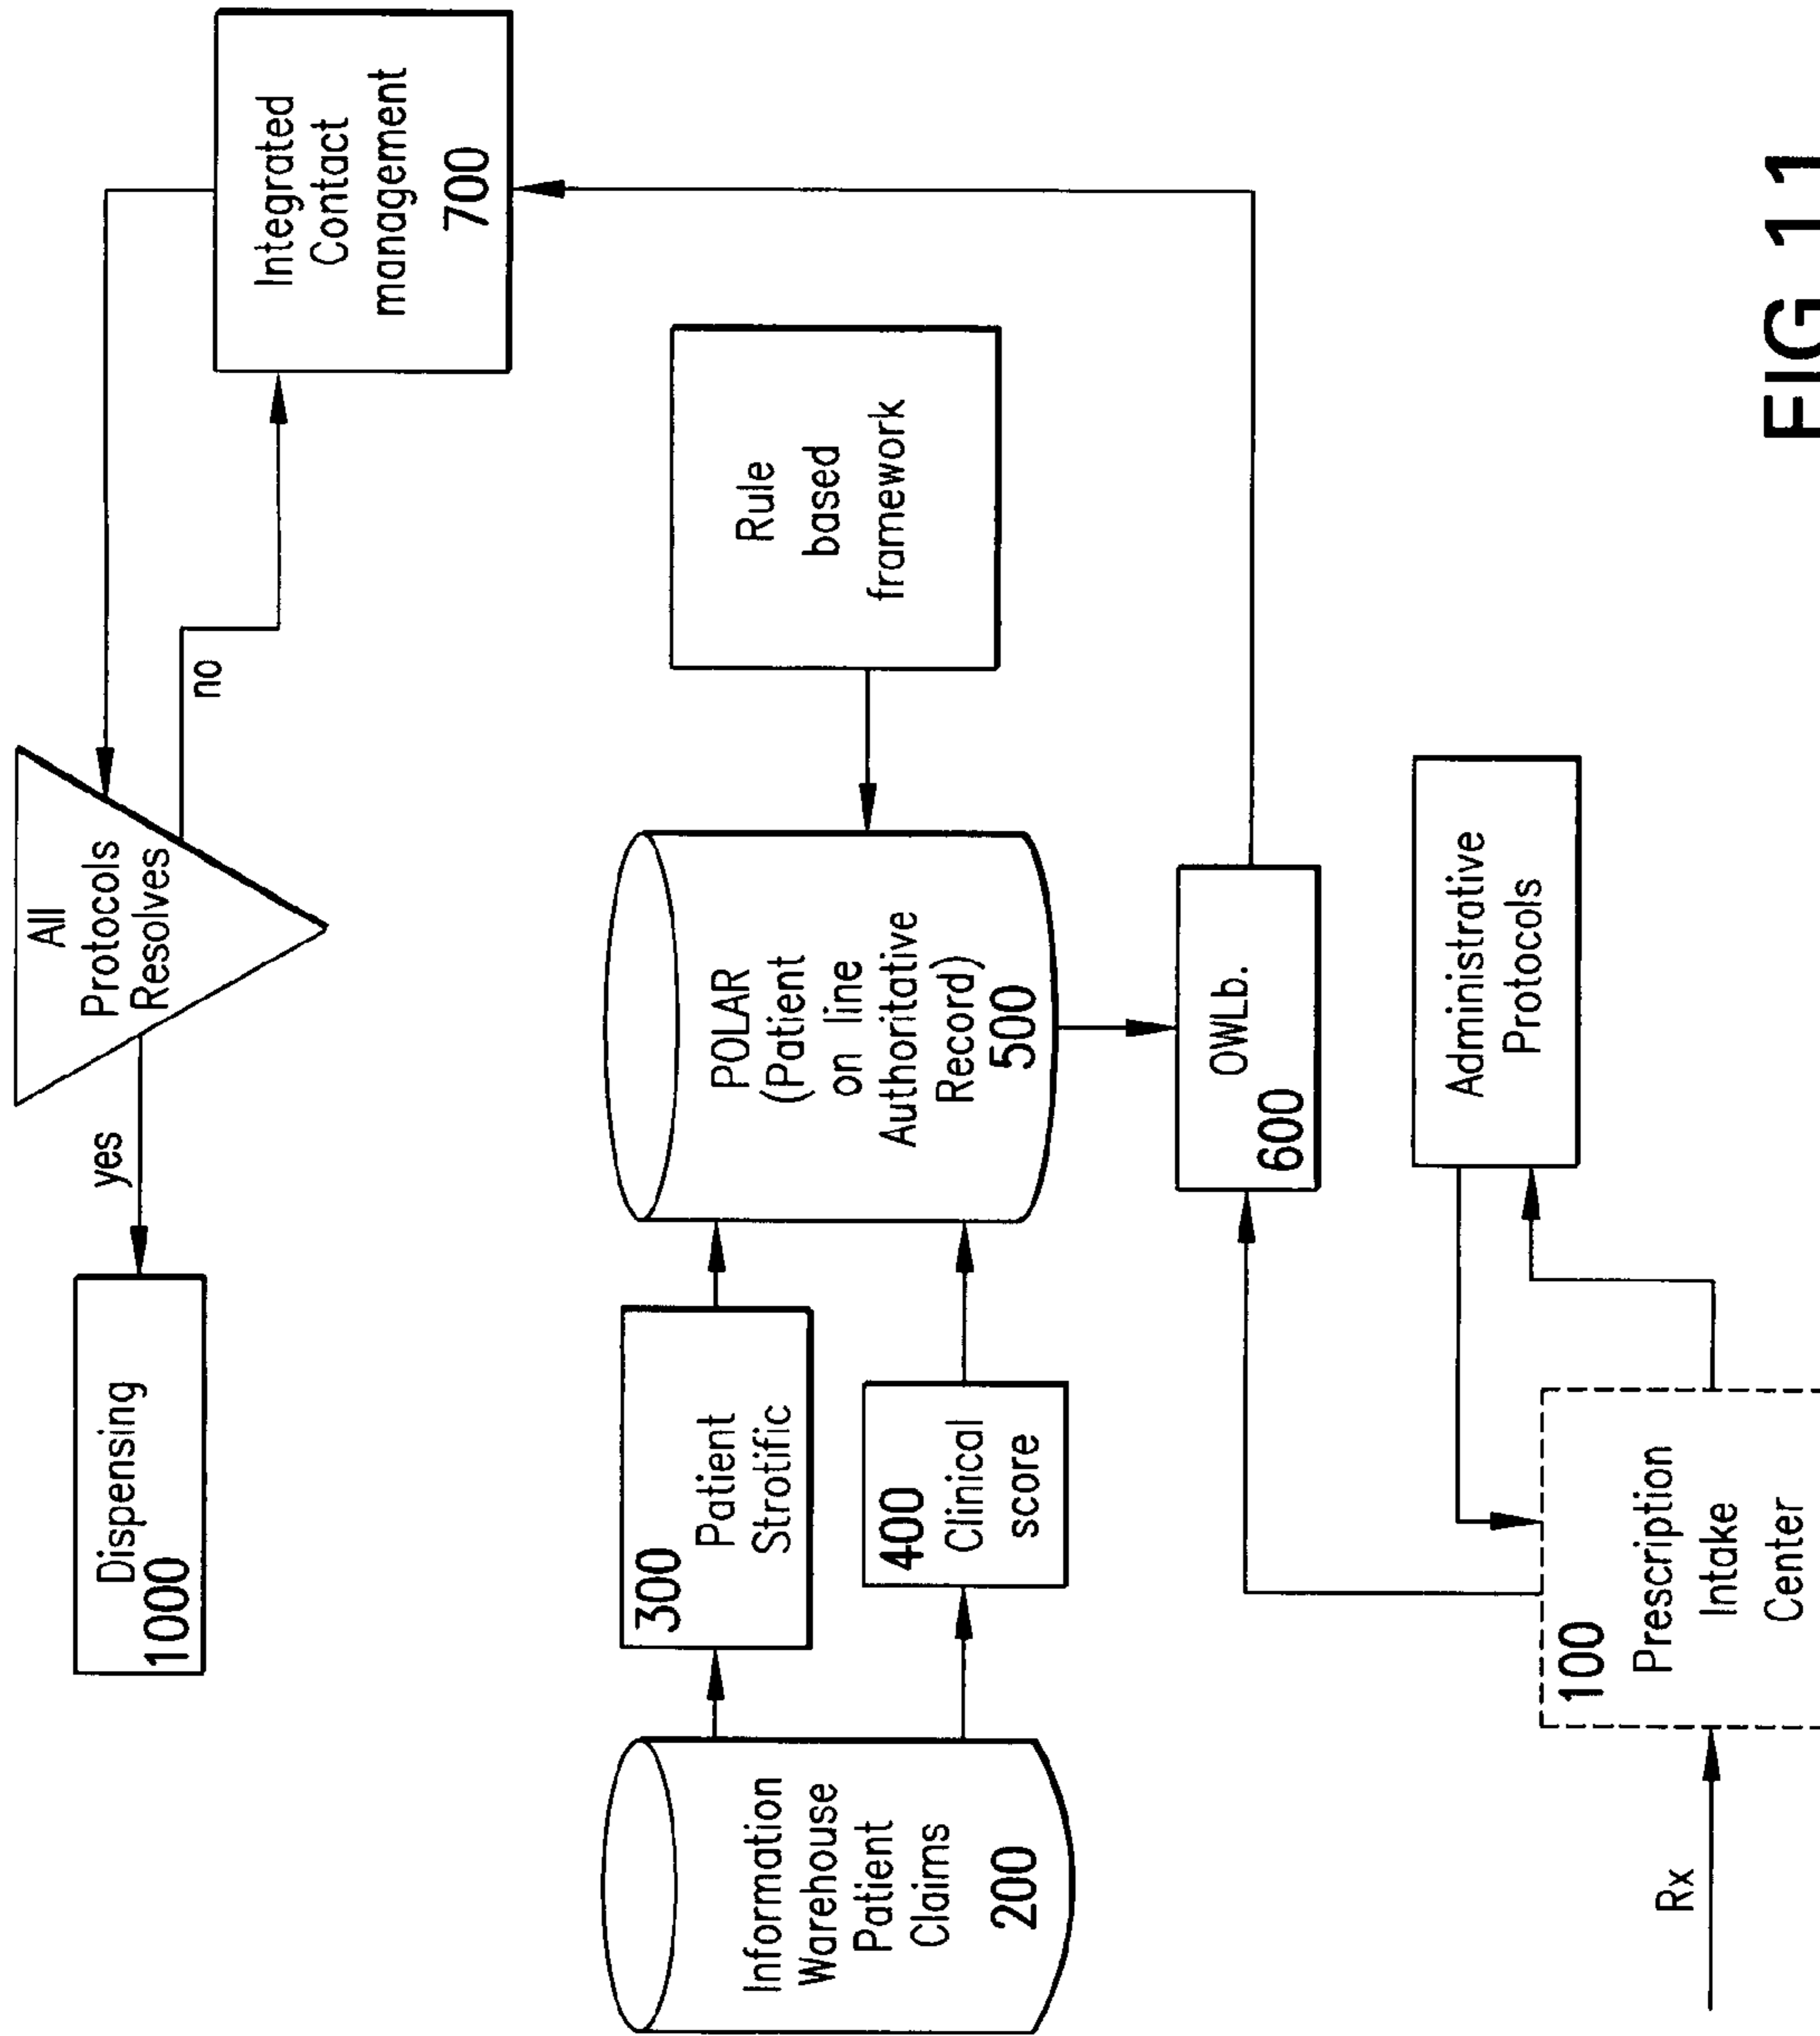 Dispensing
1000
yes
All
Protocols
Resolves
no
Integrated
Contact
management
700
Information
Warehouse
Patient
Claims
200
300
Patient
Strotific
400
Clinical
score
POLAR
(Patient
on line
Authoritative
Record)
500
Rule
based
framework
OWLb.
600
Rx
100
Prescription
Intake
Center
Administrative
Protocols
FIG 11